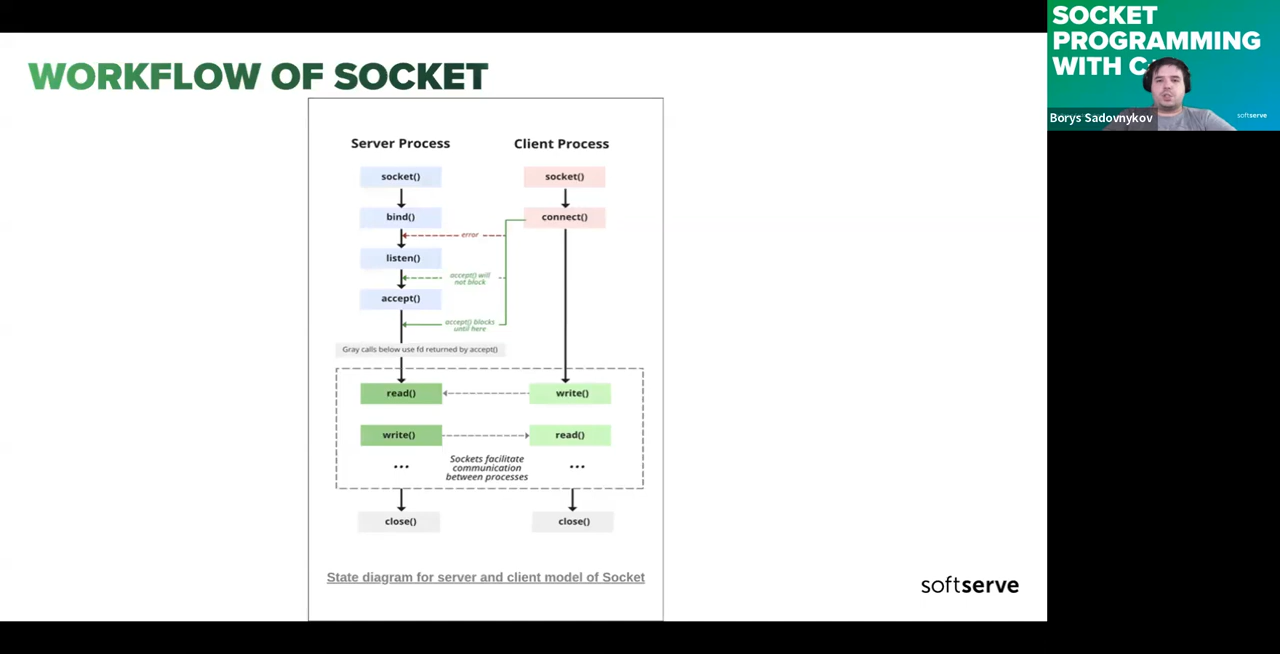 WORKFLOW OF SOCKET
Server Process
Client Process
socket()
socket()
bind()
connect()
error
listen()
accept() will
not block
accept()
accept() blocks
until here
Gray calls below use fd returned by accept()
read()
write()
write()
read()
...
Sockets facilitate
communication
between processes
...
close()
close()
State diagram for server and client model of Socket
softserve
SOCKET
PROGRAMMING
WITH
Borys Sadovnykov
softserve